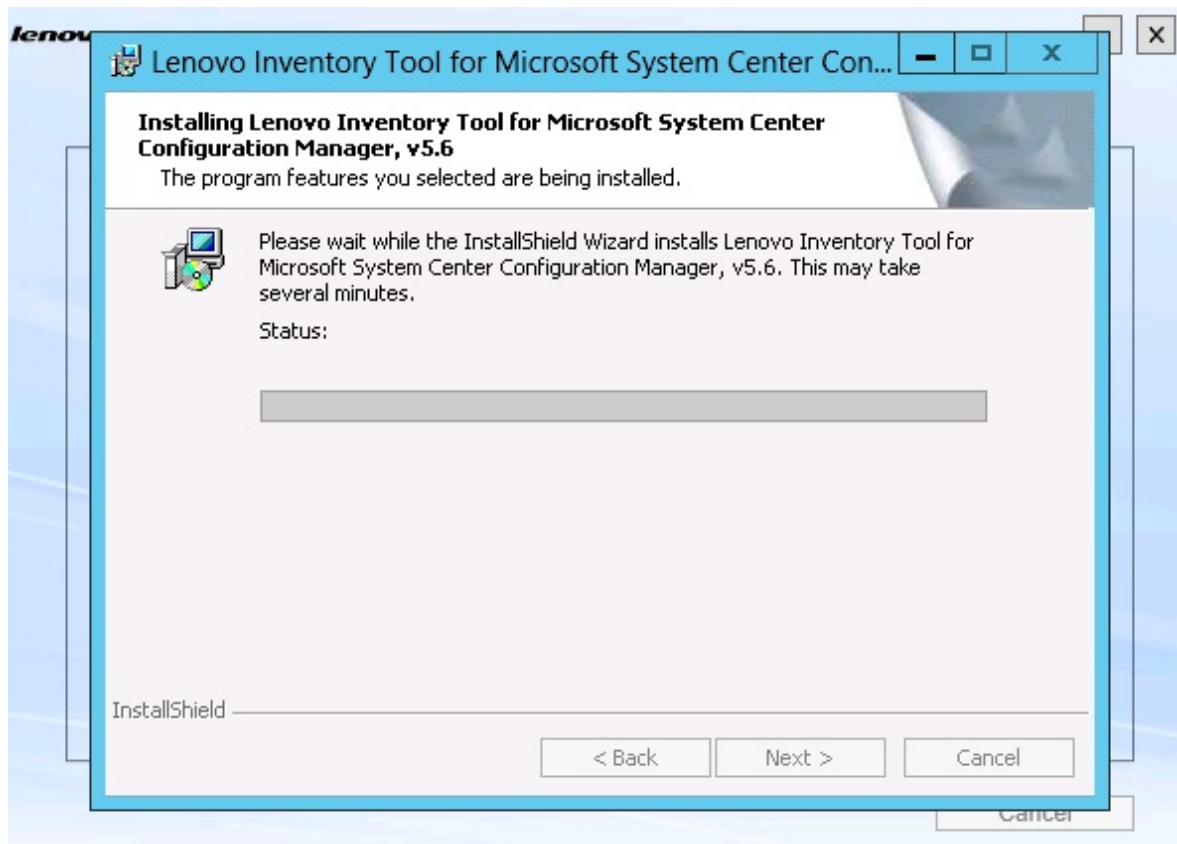 Lenovo Inventory Tool for Microsoft System Center Con...
Installing Lenovo Inventory Tool for Microsoft System Center
Configuration Manager, v5.6
The program features you selected are being installed.
Please wait while the InstallShield Wizard installs Lenovo Inventory Tool for
Microsoft System Center Configuration Manager, v5.6. This may take
several minutes.
Status:
InstallShield
< Back
Next >
Cancel
Cancel